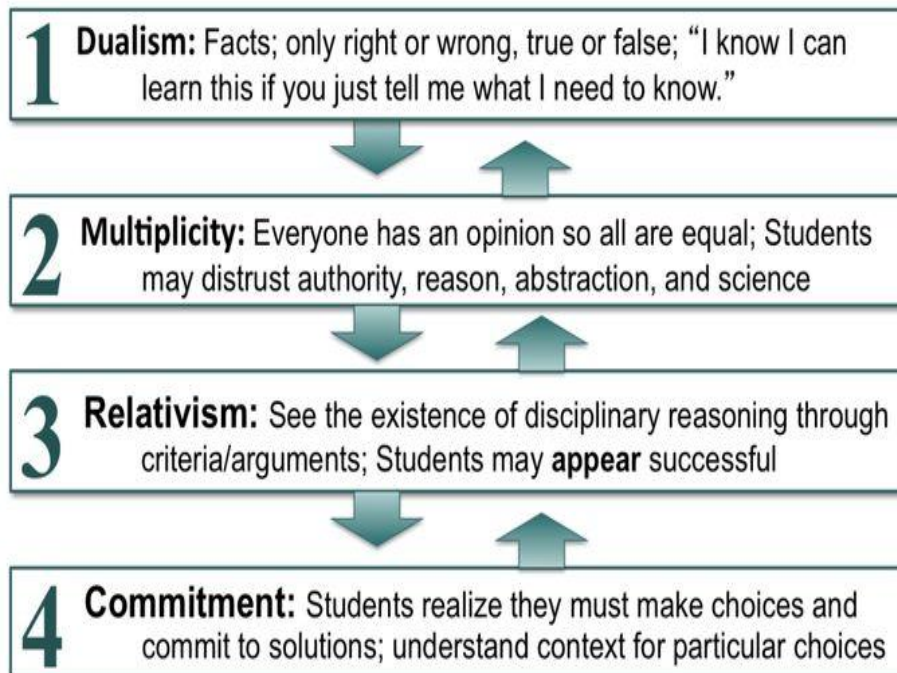 1 Dualism: Facts; only right or wrong, true or false; “I know I can
learn this if you just tell me what I need to know.”
2 Multiplicity: Everyone has an opinion so all are equal; Students
may distrust authority, reason, abstraction, and science
3 Relativism: See the existence of disciplinary reasoning through
criteria/arguments; Students may appear successful
4 Commitment: Students realize they must make choices and
commit to solutions; understand context for particular choices